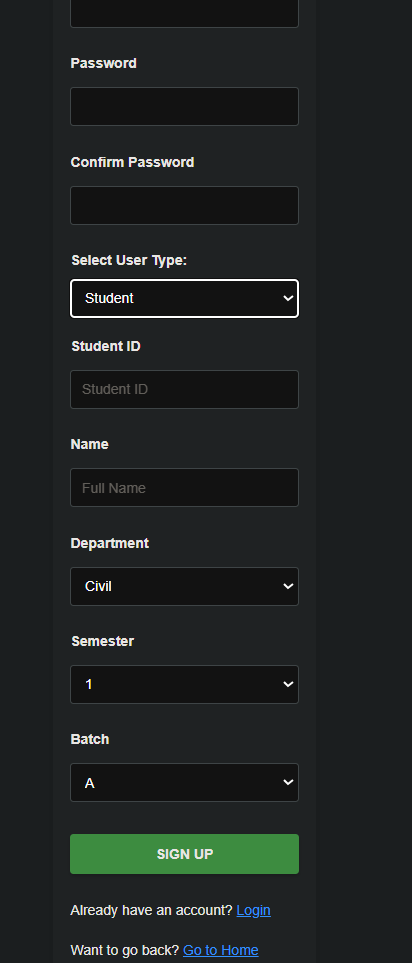 Password
Confirm Password
Select User Type:
Student
Student ID
Student ID
Name
Full Name
Department
Civil
Semester
1
Batch
A
SIGN UP
Already have an account? Login
Want to go back? Go to Home